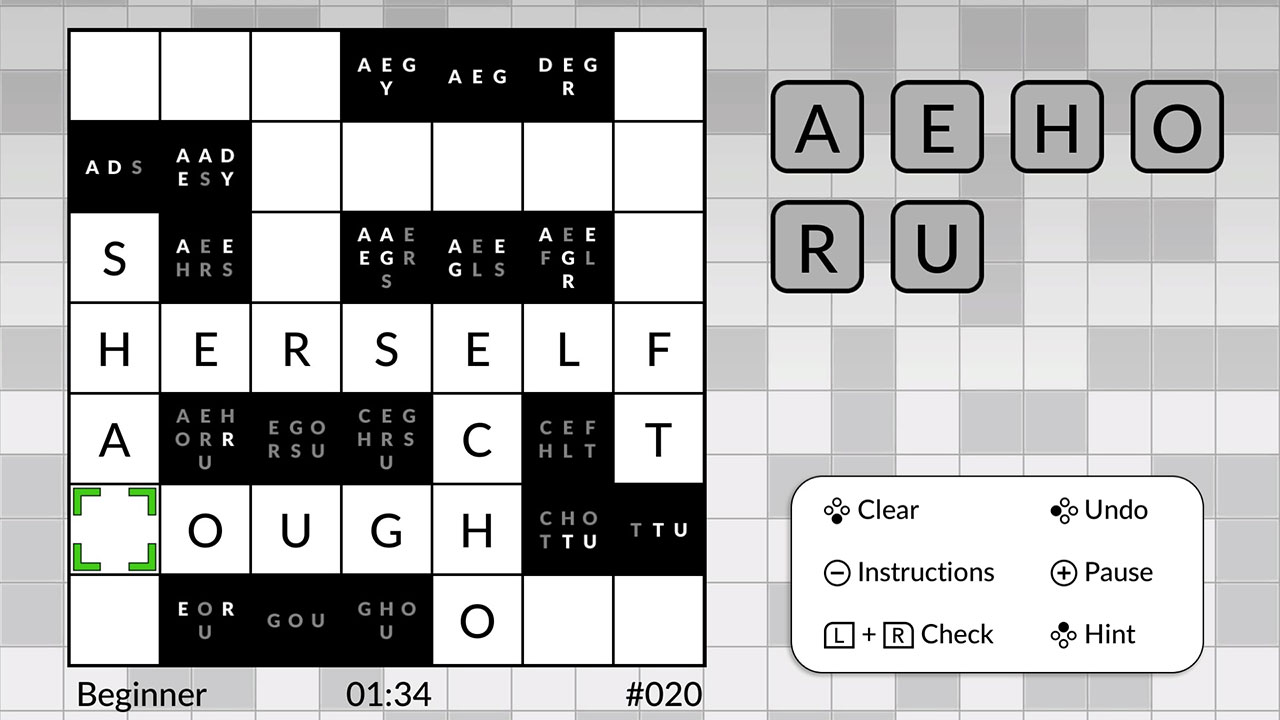 A E G
Y
A E G
D E G
R
A D S
A A D
E S Y
S
A E E
H R S
A A E
E G R
S
A E E
G L S
A E E
F G L
R
H E R S E L F
A
A E H
O R R
U
E G O
R S U
C E G
H R S
U
C
C E F
H L T
T
O U G H
C H O
T T U
T T U
E O R
U
G O U
G H O
U
O
A E H O
R U
Clear
Undo
Instructions
Pause
L + R Check
Hint
Beginner 01:34 #020